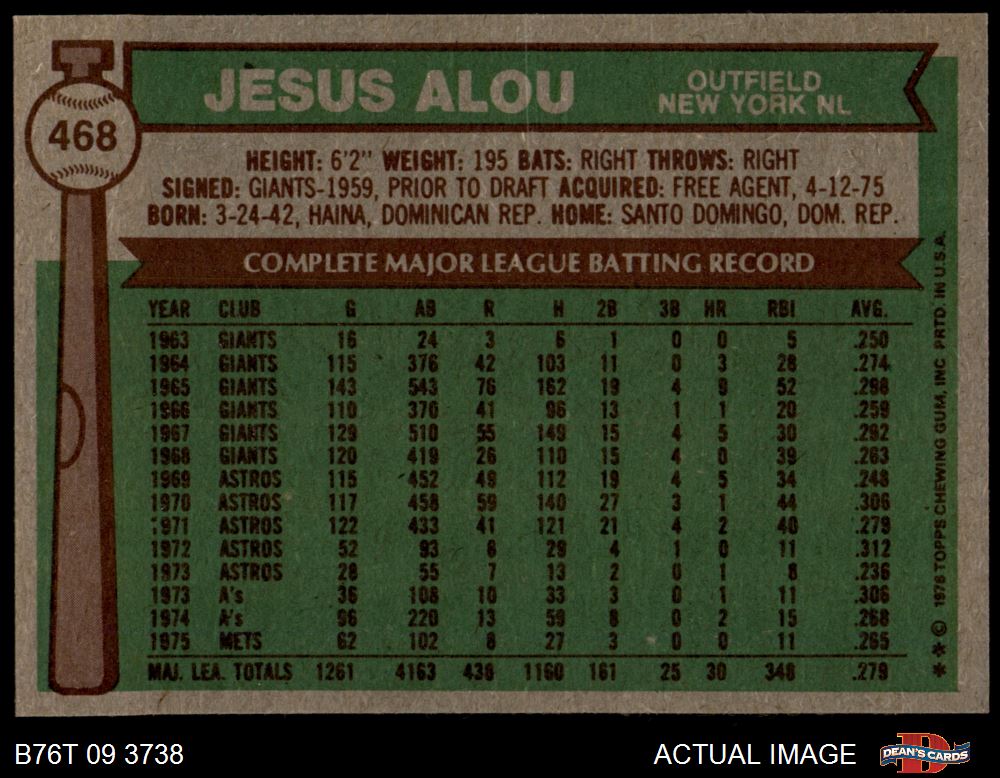 JESUS ALOU
OUTFIELD
NEW YORK NL
468
HEIGHT: 6'2" WEIGHT: 195 BATS: RIGHT THROWS: RIGHT
SIGNED: GIANTS-1959, PRIOR TO DRAFT ACQUIRED: FREE AGENT, 4-12-75
BORN: 3-24-42, HAINA, DOMINICAN REP. HOME: SANTO DOMINGO, DOM. REP.
COMPLETE MAJOR LEAGUE BATTING RECORD
YEAR CLUB G AB R H 2B 3B HR RBI AVG.
1963 GIANTS 16 24 3 6 1 0 0 5 .250
1964 GIANTS 115 376 42 103 11 0 3 28 .274
1965 GIANTS 143 543 76 162 19 4 9 52 .298
1966 GIANTS 110 370 41 96 13 1 1 20 .259
1967 GIANTS 129 510 55 149 15 4 5 30 .292
1968 GIANTS 120 419 26 110 15 4 0 39 .263
1969 ASTROS 115 452 49 112 19 4 5 34 .248
1970 ASTROS 117 458 59 140 27 3 1 44 .306
1971 ASTROS 122 433 41 121 21 4 2 40 .279
1972 ASTROS 52 93 8 29 4 1 0 11 .312
1973 ASTROS 28 55 7 13 2 0 1 8 .236
1973 A's 36 108 10 33 3 0 1 11 .306
1974 A's 96 220 13 59 8 0 2 15 .268
1975 METS 62 102 8 27 3 0 0 11 .265
MAJ. LEA. TOTALS 1261 4163 438 1160 161 25 30 348 .279
** © 1976 TOPPS CHEWING GUM, INC PRTD. IN U.S.A.
B76T 09 3738
ACTUAL IMAGE
D
DEAN'S CARDS